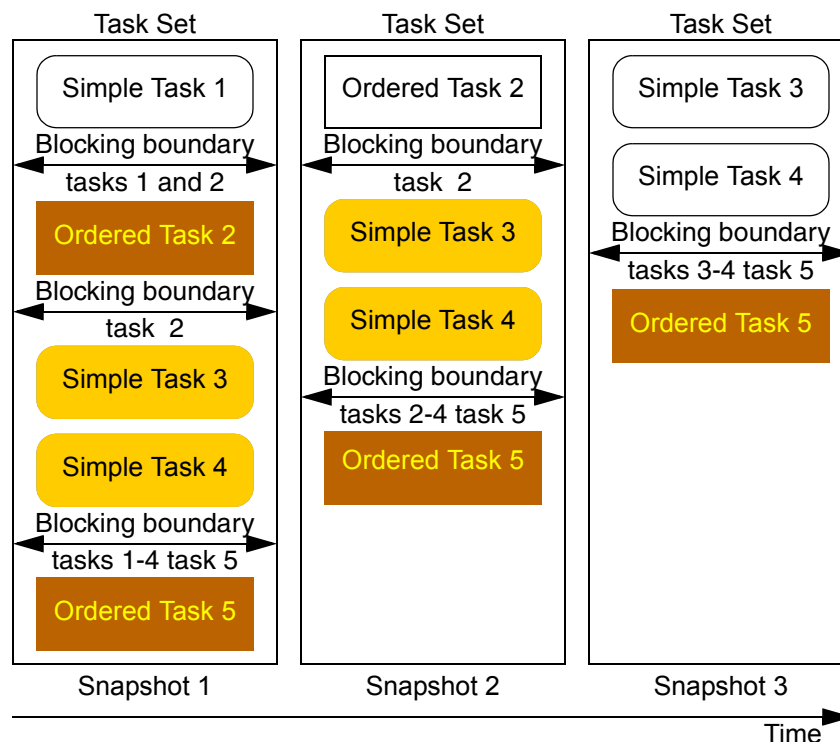 Task Set
Simple Task 1
Blocking boundary
tasks 1 and 2
Ordered Task 2
Blocking boundary
task 2
Simple Task 3
Simple Task 4
Blocking boundary
tasks 1-4 task 5
Ordered Task 5
Snapshot 1
Task Set
Ordered Task 2
Blocking boundary
task 2
Simple Task 3
Simple Task 4
Blocking boundary
tasks 2-4 task 5
Ordered Task 5
Snapshot 2
Task Set
Simple Task 3
Simple Task 4
Blocking boundary
tasks 3-4 task 5
Ordered Task 5
Snapshot 3
Time